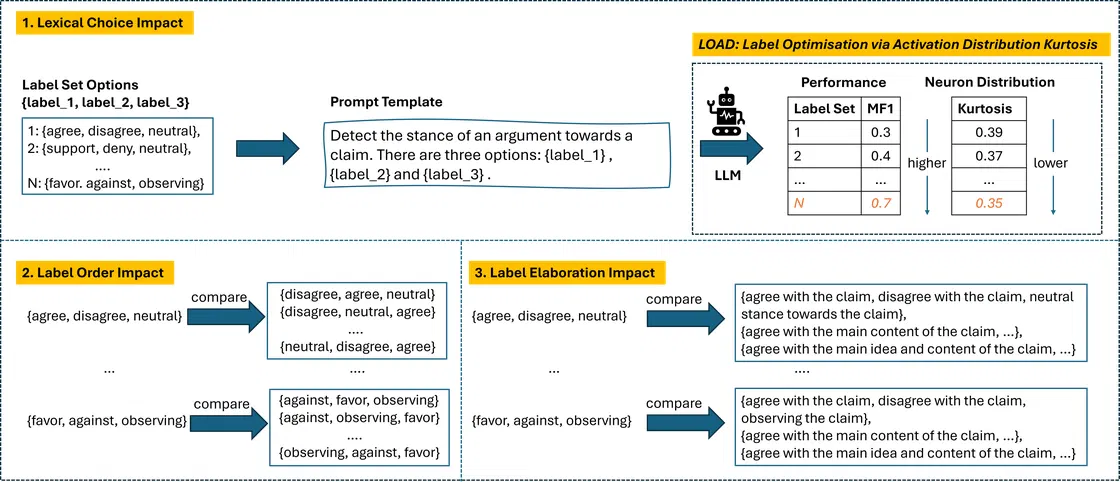 1. Lexical Choice Impact
Label Set Options
{label_1, label_2, label_3}
1: {agree, disagree, neutral},
2: {support, deny, neutral},
....
N: {favor. against, observing}
Prompt Template
Detect the stance of an argument towards a
claim. There are three options: {label_1} ,
{label_2} and {label_3} .
LOAD: Label Optimisation via Activation Distribution Kurtosis
LLM
Performance
Label Set MF1
1 0.3
2 0.4
... ...
N 0.7
higher
Neuron Distribution
Kurtosis
0.39
0.37
...
0.35
lower
2. Label Order Impact
{agree, disagree, neutral}
compare
{disagree, agree, neutral}
{disagree, neutral, agree}
....
{neutral, disagree, agree}
...
....
{favor, against, observing}
compare
{against, favor, observing}
{against, observing, favor}
....
{observing, against, favor}
3. Label Elaboration Impact
{agree, disagree, neutral}
compare
{agree with the claim, disagree with the claim, neutral
stance towards the claim},
{agree with the main content of the claim, ...},
{agree with the main idea and content of the claim, ...}
...
....
{favor, against, observing}
compare
{agree with the claim, disagree with the claim,
observing the claim},
{agree with the main content of the claim, ...},
{agree with the main idea and content of the claim, ...}